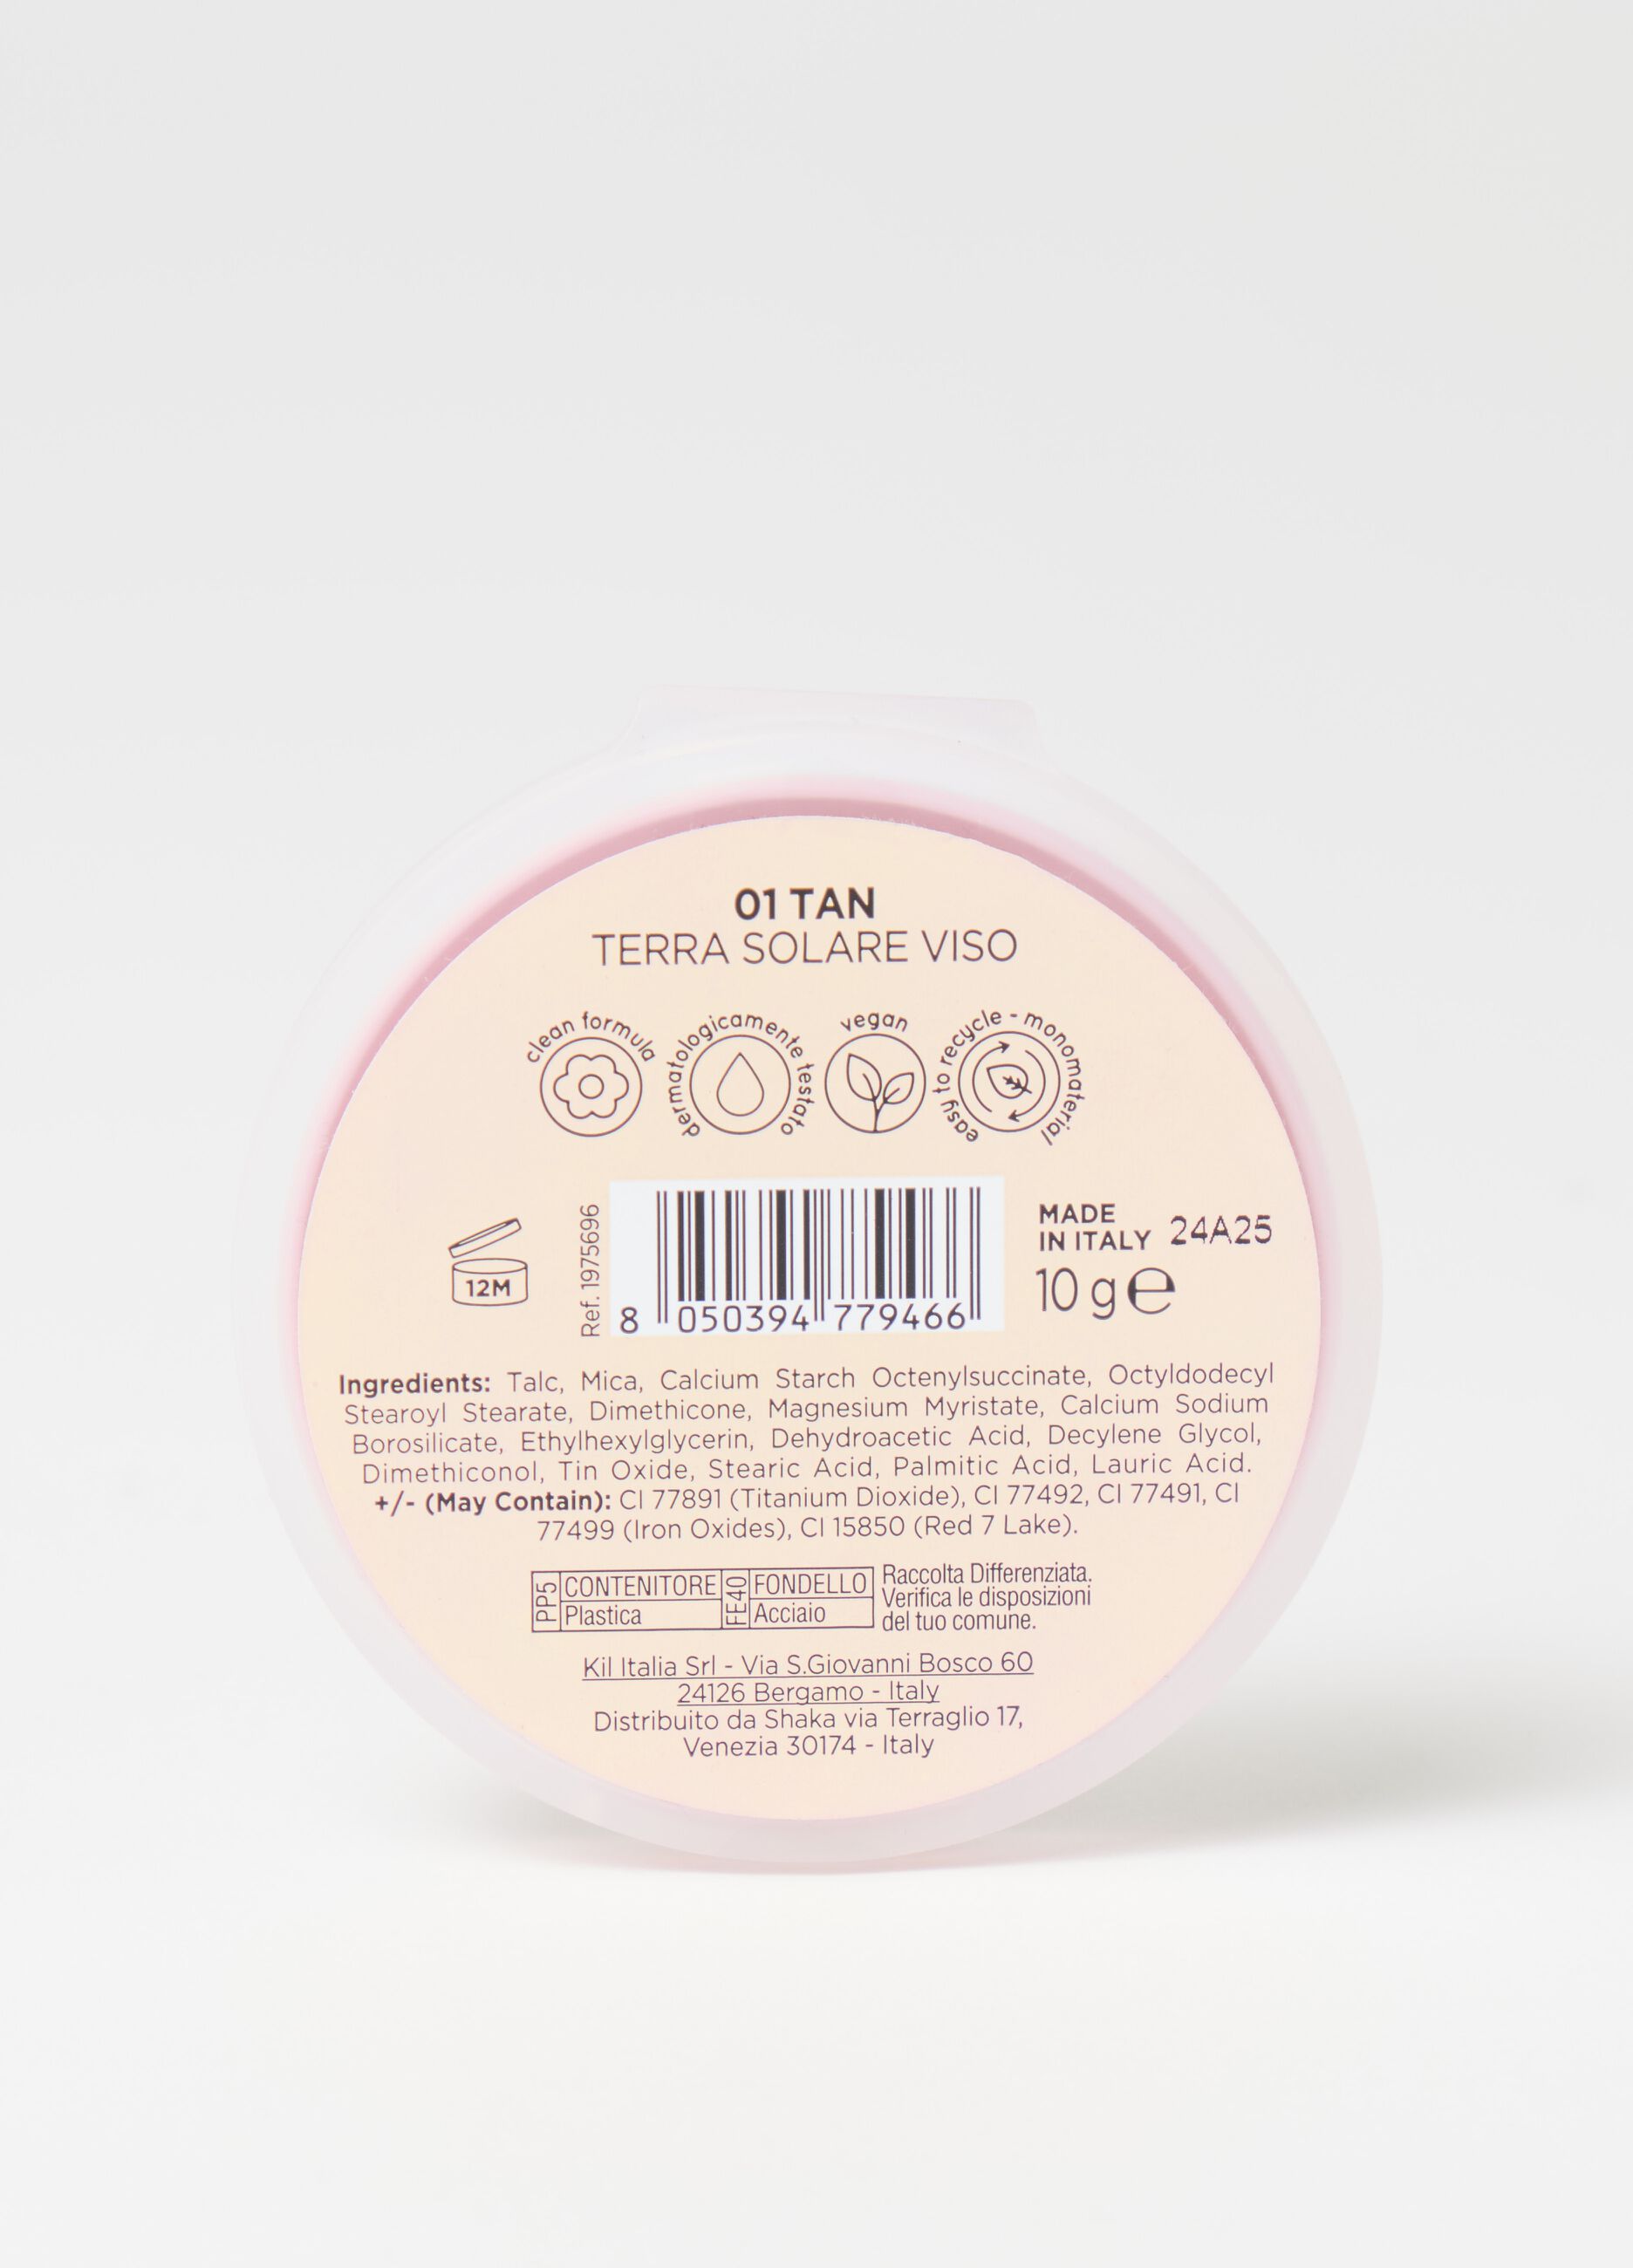 01 TAN
TERRA SOLARE VISO
clean formula
dermatologicamente testato
vegan
easy to recycle - monomaterial
12M
Ref. 1975696
8 050394 779466
MADE
IN ITALY 24A25
10 g e
Ingredients: Talc, Mica, Calcium Starch Octenylsuccinate, Octyldodecyl
Stearoyl Stearate, Dimethicone, Magnesium Myristate, Calcium Sodium
Borosilicate, Ethylhexylglycerin, Dehydroacetic Acid, Decylene Glycol,
Dimethiconol, Tin Oxide, Stearic Acid, Palmitic Acid, Lauric Acid.
+/- (May Contain): CI 77891 (Titanium Dioxide), CI 77492, CI 77491, CI
77499 (Iron Oxides), CI 15850 (Red 7 Lake).
PP5
CONTENITORE
Plastica
FE40
FONDELLO
Acciaio
Raccolta Differenziata.
Verifica le disposizioni
del tuo comune.
Kil Italia Srl - Via S.Giovanni Bosco 60
24126 Bergamo - Italy
Distribuito da Shaka via Terraglio 17,
Venezia 30174 - Italy